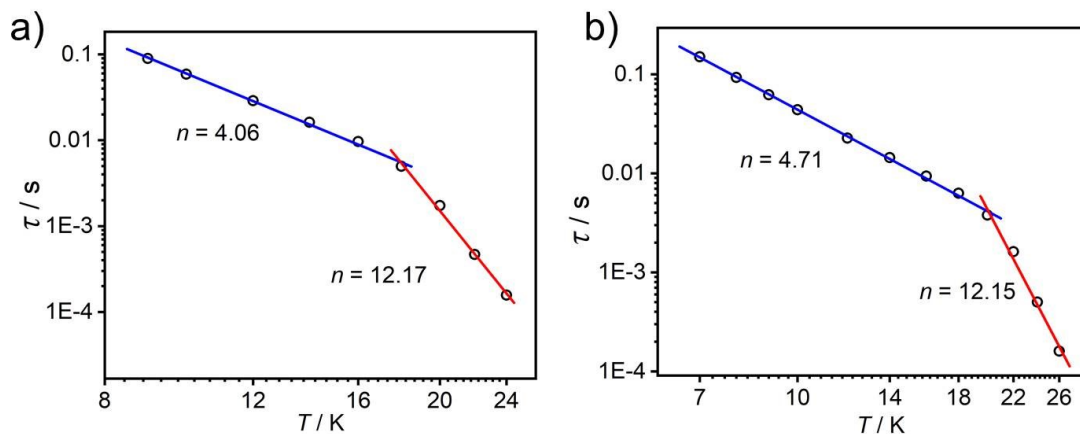 a)
0.1
0.01
1E-3
1E-4
τ / s
n = 4.06
n = 12.17
8
12
16
20
24
T / K
b)
0.1
0.01
1E-3
1E-4
τ / s
n = 4.71
n = 12.15
7
10
14
18
22
26
T / K